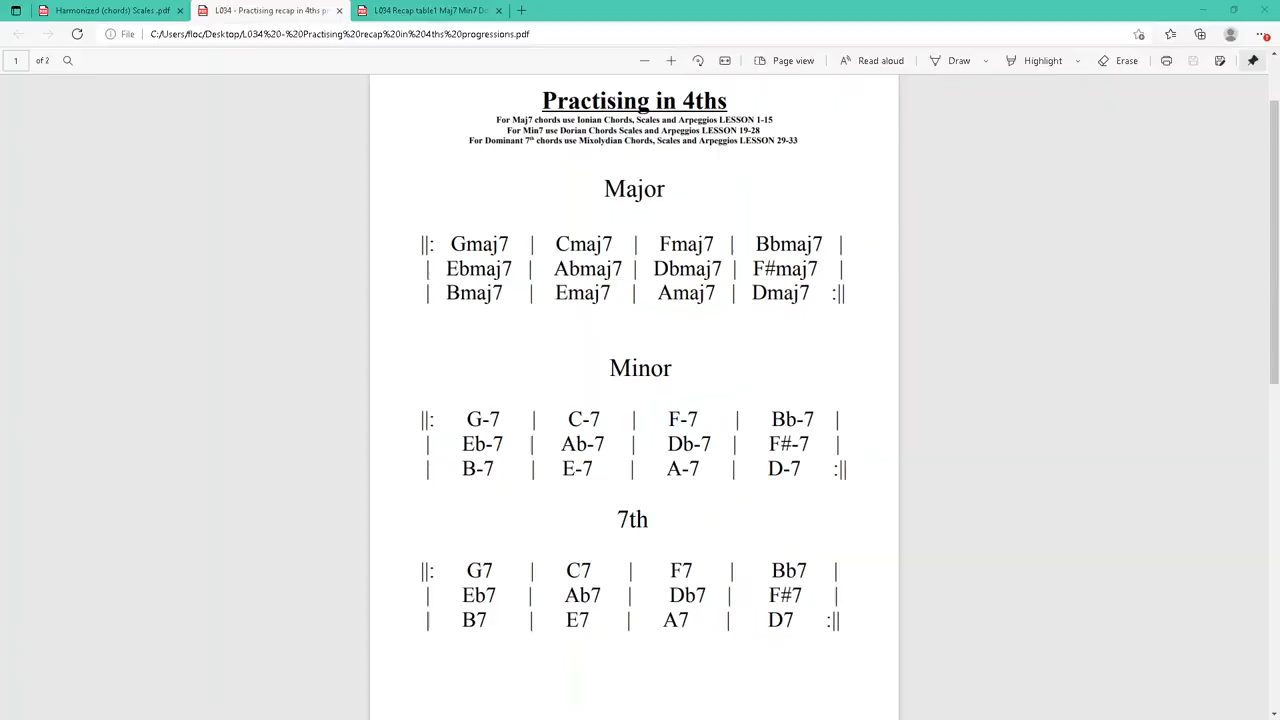 Harmonized (chords) Scales .pdf
L034 - Practising recap in 4ths pr
L034 Recap table1 Maj7 Min7 Do
File
C:/Users/floc/Desktop/L034%20-%20Practising%20recap%20in%204ths%20progressions.pdf
1 of 2
Page view
Read aloud
Draw
Highlight
Erase
Practising in 4ths
For Maj7 chords use Ionian Chords, Scales and Arpeggios LESSON 1-15
For Min7 use Dorian Chords Scales and Arpeggios LESSON 19-28
For Dominant 7th chords use Mixolydian Chords, Scales and Arpeggios LESSON 29-33
Major
||: Gmaj7 | Cmaj7 | Fmaj7 | Bbmaj7 |
| Ebmaj7 | Abmaj7 | Dbmaj7 | F#maj7 |
| Bmaj7 | Emaj7 | Amaj7 | Dmaj7 :||
Minor
||: G-7 | C-7 | F-7 | Bb-7 |
| Eb-7 | Ab-7 | Db-7 | F#-7 |
| B-7 | E-7 | A-7 | D-7 :||
7th
||: G7 | C7 | F7 | Bb7 |
| Eb7 | Ab7 | Db7 | F#7 |
| B7 | E7 | A7 | D7 :||